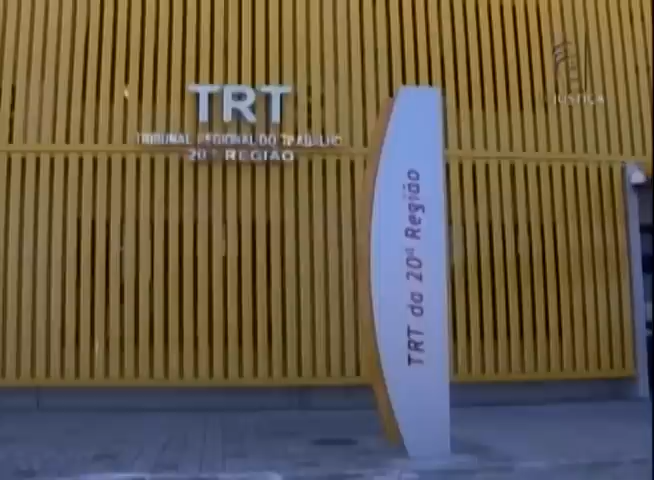 TRT
TRIBUNAL REGIONAL DO TRABALHO
20ª REGIÃO
TRT da 20ª Região
JUSTIÇA